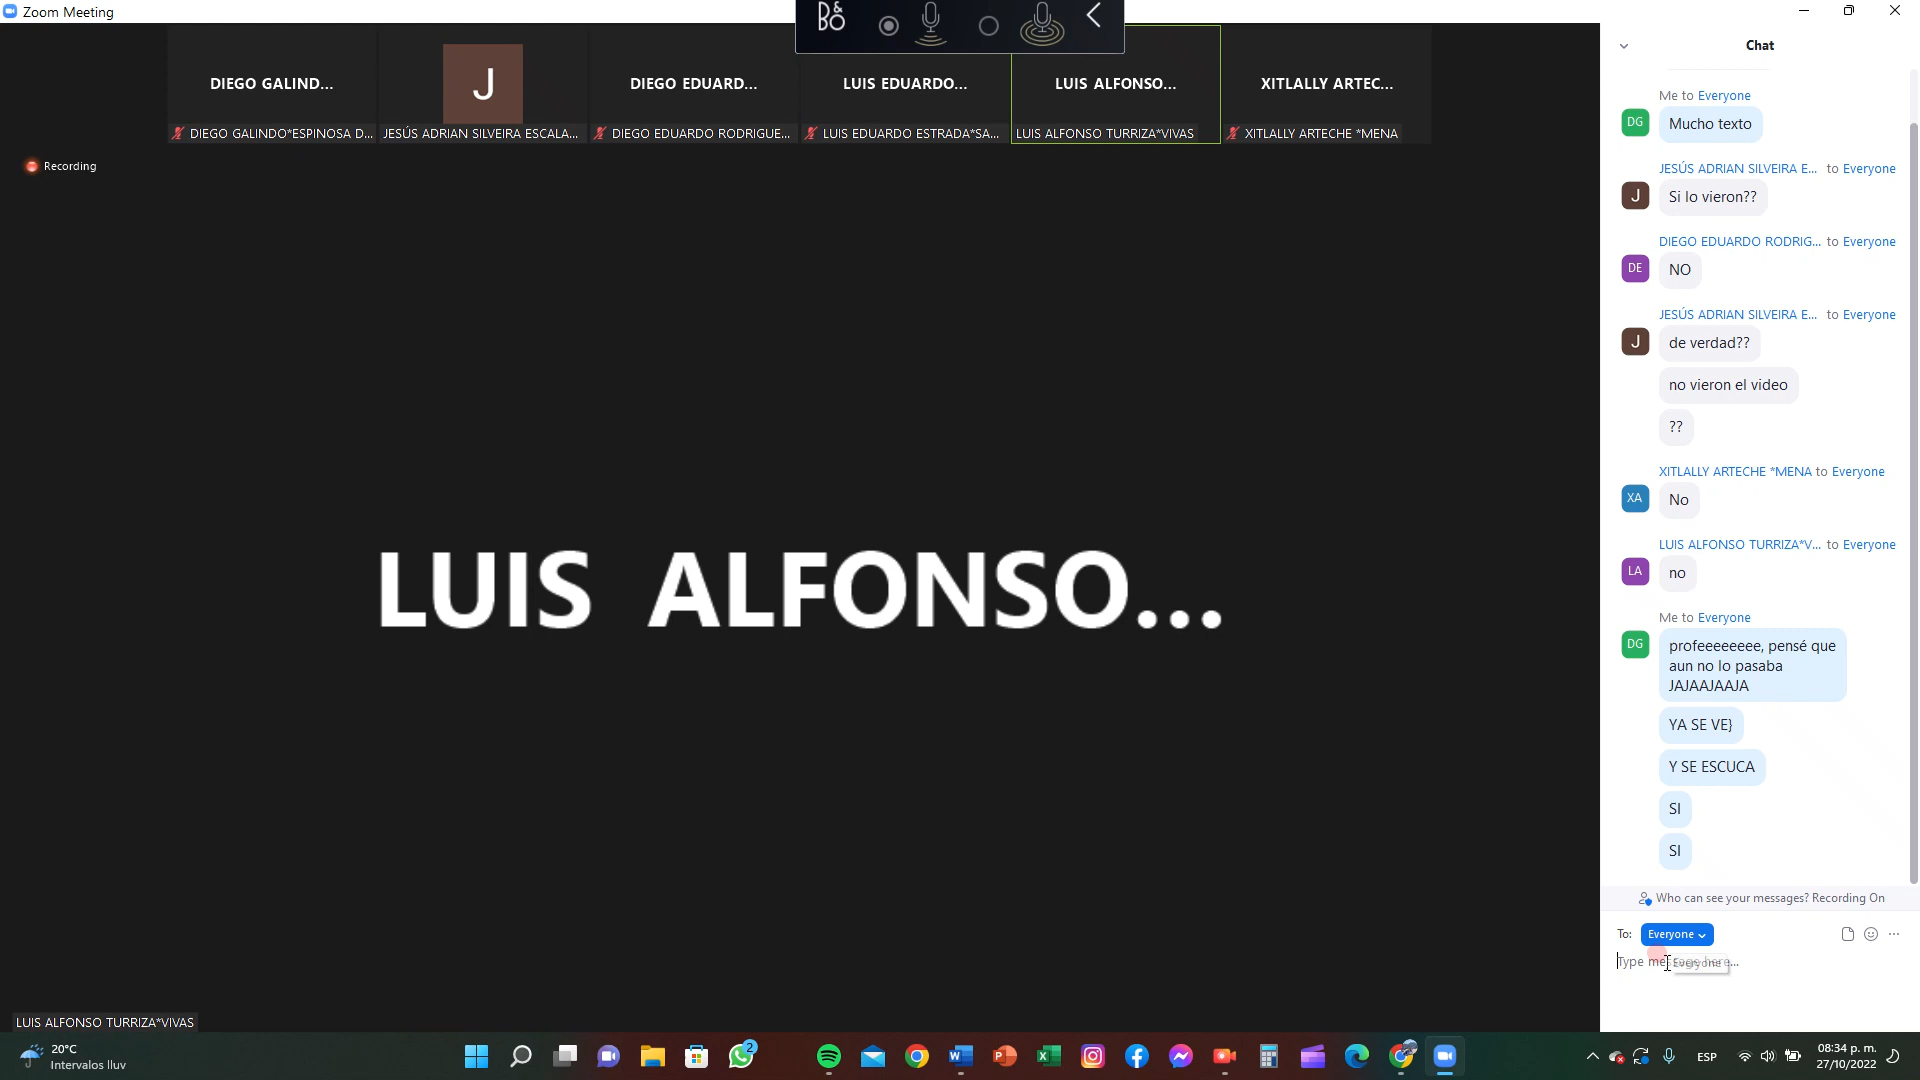 Zoom Meeting
B&O
DIEGO GALIND...
J
DIEGO EDUARD...
LUIS EDUARDO...
LUIS ALFONSO...
XITLALLY ARTEC...
DIEGO GALINDO*ESPINOSA D...
JESÚS ADRIAN SILVEIRA ESCALA...
DIEGO EDUARDO RODRIGUE...
LUIS EDUARDO ESTRADA*SA...
LUIS ALFONSO TURRIZA*VIVAS
XITLALLY ARTECHE *MENA
Recording
LUIS ALFONSO...
LUIS ALFONSO TURRIZA*VIVAS
Chat
Me to Everyone
DG
Mucho texto
JESÚS ADRIAN SILVEIRA E... to Everyone
J
Si lo vieron??
DIEGO EDUARDO RODRIG... to Everyone
DE
NO
JESÚS ADRIAN SILVEIRA E... to Everyone
J
de verdad??
no vieron el video
??
XITLALLY ARTECHE *MENA to Everyone
XA
No
LUIS ALFONSO TURRIZA*V... to Everyone
LA
no
Me to Everyone
DG
profeeeeeeee, pensé que
aun no lo pasaba
JAJAAJAAJA
YA SE VE}
Y SE ESCUCA
SI
SI
Who can see your messages? Recording On
To: Everyone
Type message here...
Everyone
20°C
Intervalos lluv
2
ESP
08:34 p. m.
27/10/2022